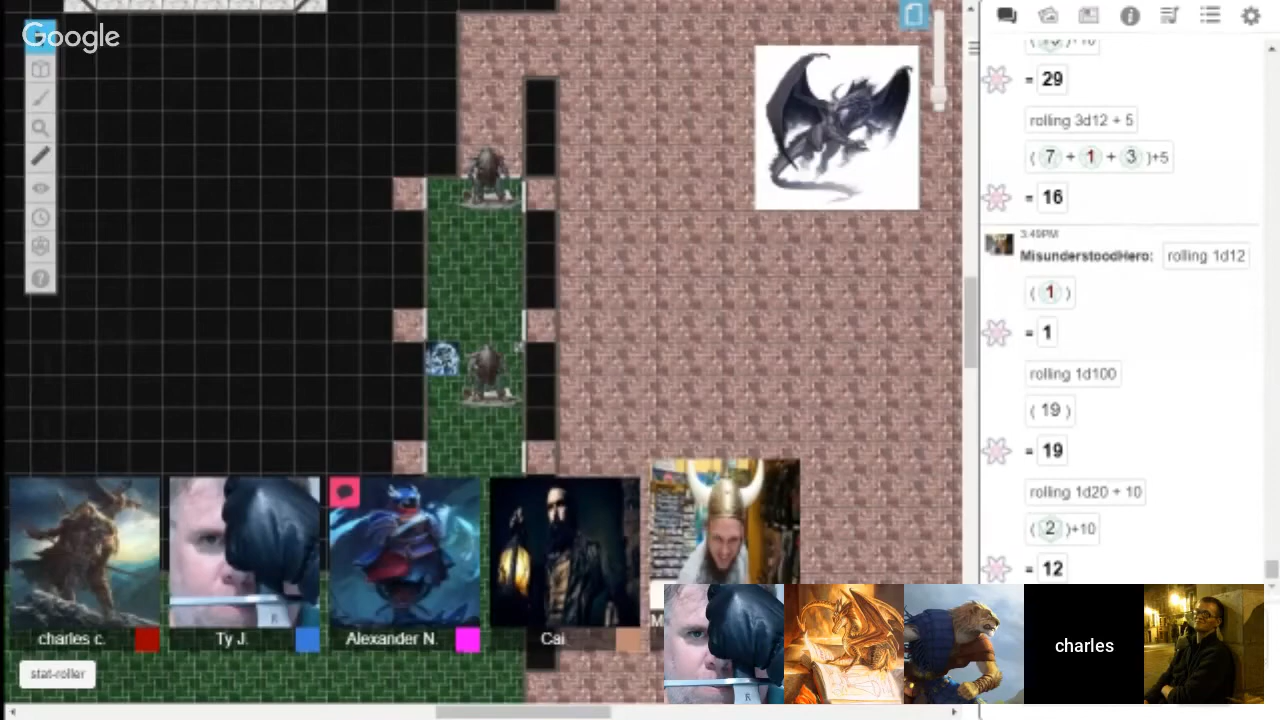 Google
= 29
rolling 3d12 + 5
( 7 + 1 + 3 )+5
= 16
3:49PM
MisunderstoodHero: rolling 1d12
( 1 )
= 1
rolling 1d100
( 19 )
= 19
rolling 1d20 + 10
( 2 )+10
= 12
charles c.
Ty J.
Alexander N.
Cai
charles
stat-roller